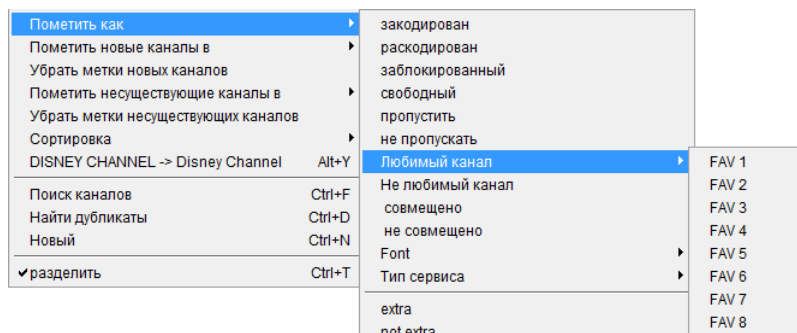 Пометить как
Пометить новые каналы в
Убрать метки новых каналов
Пометить несуществующие каналы в
Убрать метки несуществующих каналов
Сортировка
DISNEY CHANNEL -> Disney Channel Alt+Y
Поиск каналов Ctrl+F
Найти дубликаты Ctrl+D
Новый Ctrl+N
разделить Ctrl+T
закодирован
раскодирован
заблокированный
свободный
пропустить
не пропускать
Любимый канал
Не любимый канал
совмещено
не совмещено
Font
Тип сервиса
extra
not extra
FAV 1
FAV 2
FAV 3
FAV 4
FAV 5
FAV 6
FAV 7
FAV 8